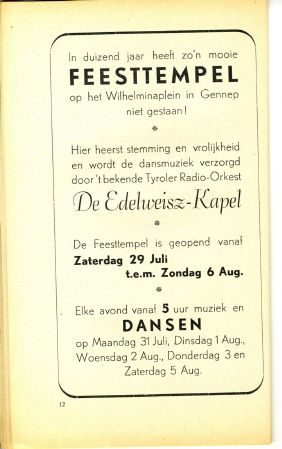 In duizend jaar heeft zo'n mooie
FEESTTEMPEL
op het Wilhelminaplein in Gennep
niet gestaan!
*
Hier heerst stemming en vrolijkheid
en wordt de dansmuziek verzorgd
door 't bekende Tyroler Radio-Orkest
De Edelweisz-Kapel
*
De Feesttempel is geopend vanaf
Zaterdag 29 Juli
t.e.m. Zondag 6 Aug.
*
Elke avond vanaf 5 uur muziek en
DANSEN
op Maandag 31 Juli, Dinsdag 1 Aug.,
Woensdag 2 Aug., Donderdag 3 en
Zaterdag 5 Aug.
12